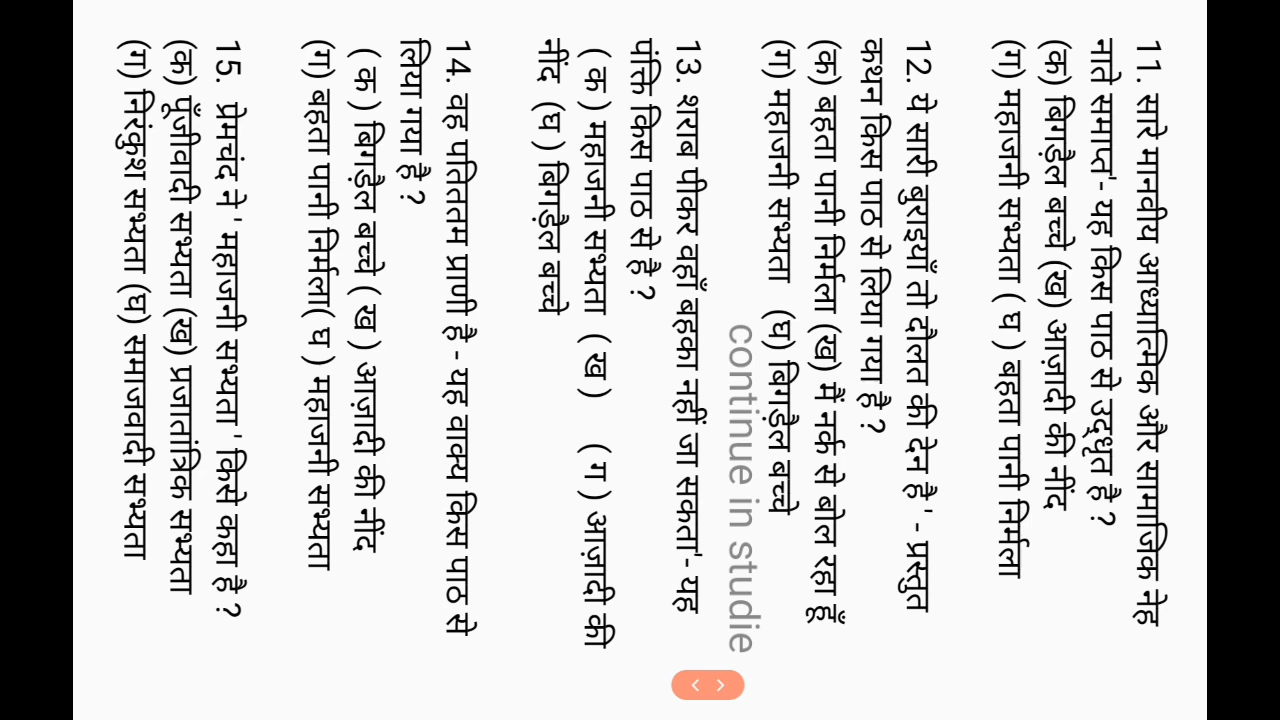 11. सारे मानवीय आध्यात्मिक और सामाजिक नेह
नाते समाप्त'- यह किस पाठ से उद्धृत है ?
(क) बिगड़ैल बच्चे (ख) आज़ादी की नींद
(ग) महाजनी सभ्यता ( घ ) बहता पानी निर्मला
12. ये सारी बुराइयाँ तो दौलत की देन है ' - प्रस्तुत
कथन किस पाठ से लिया गया है ?
(क) बहता पानी निर्मला (ख) मैं नर्क से बोल रहा हूँ
(ग) महाजनी सभ्यता (घ) बिगड़ैल बच्चे
continue in studie
13. शराब पीकर वहाँ बहका नहीं जा सकता'- यह
पंक्ति किस पाठ से है ?
( क ) महाजनी सभ्यता ( ख ) ( ग ) आज़ादी की
नींद ( घ ) बिगड़ैल बच्चे
14. वह पतिततम प्राणी है - यह वाक्य किस पाठ से
लिया गया है ?
( क ) बिगड़ैल बच्चे ( ख ) आज़ादी की नींद
(ग) बहता पानी निर्मला( घ ) महाजनी सभ्यता
15. प्रेमचंद ने ' महाजनी सभ्यता ' किसे कहा है ?
(क) पूँजीवादी सभ्यता (ख) प्रजातांत्रिक सभ्यता
(ग) निरंकुश सभ्यता (घ) समाजवादी सभ्यता